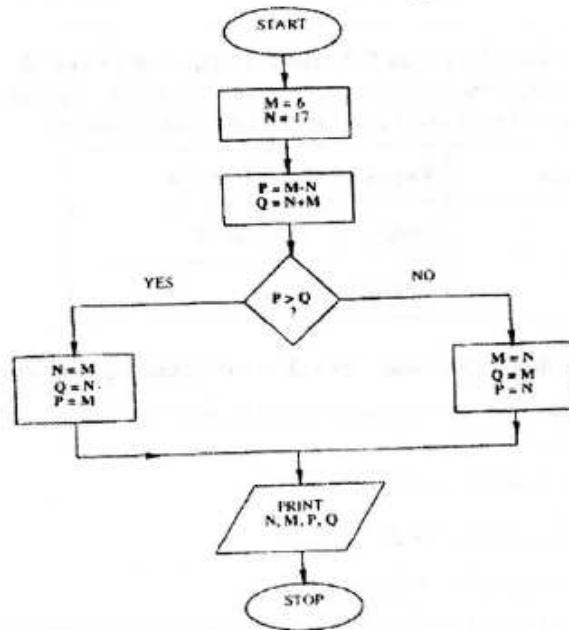 START
M = 6
N = 17
P = M-N
Q = N+M
YES
P > Q
?
NO
N = M
Q = N.
P = M
M = N
Q = M
P = N
PRINT
N, M, P, Q
STOP